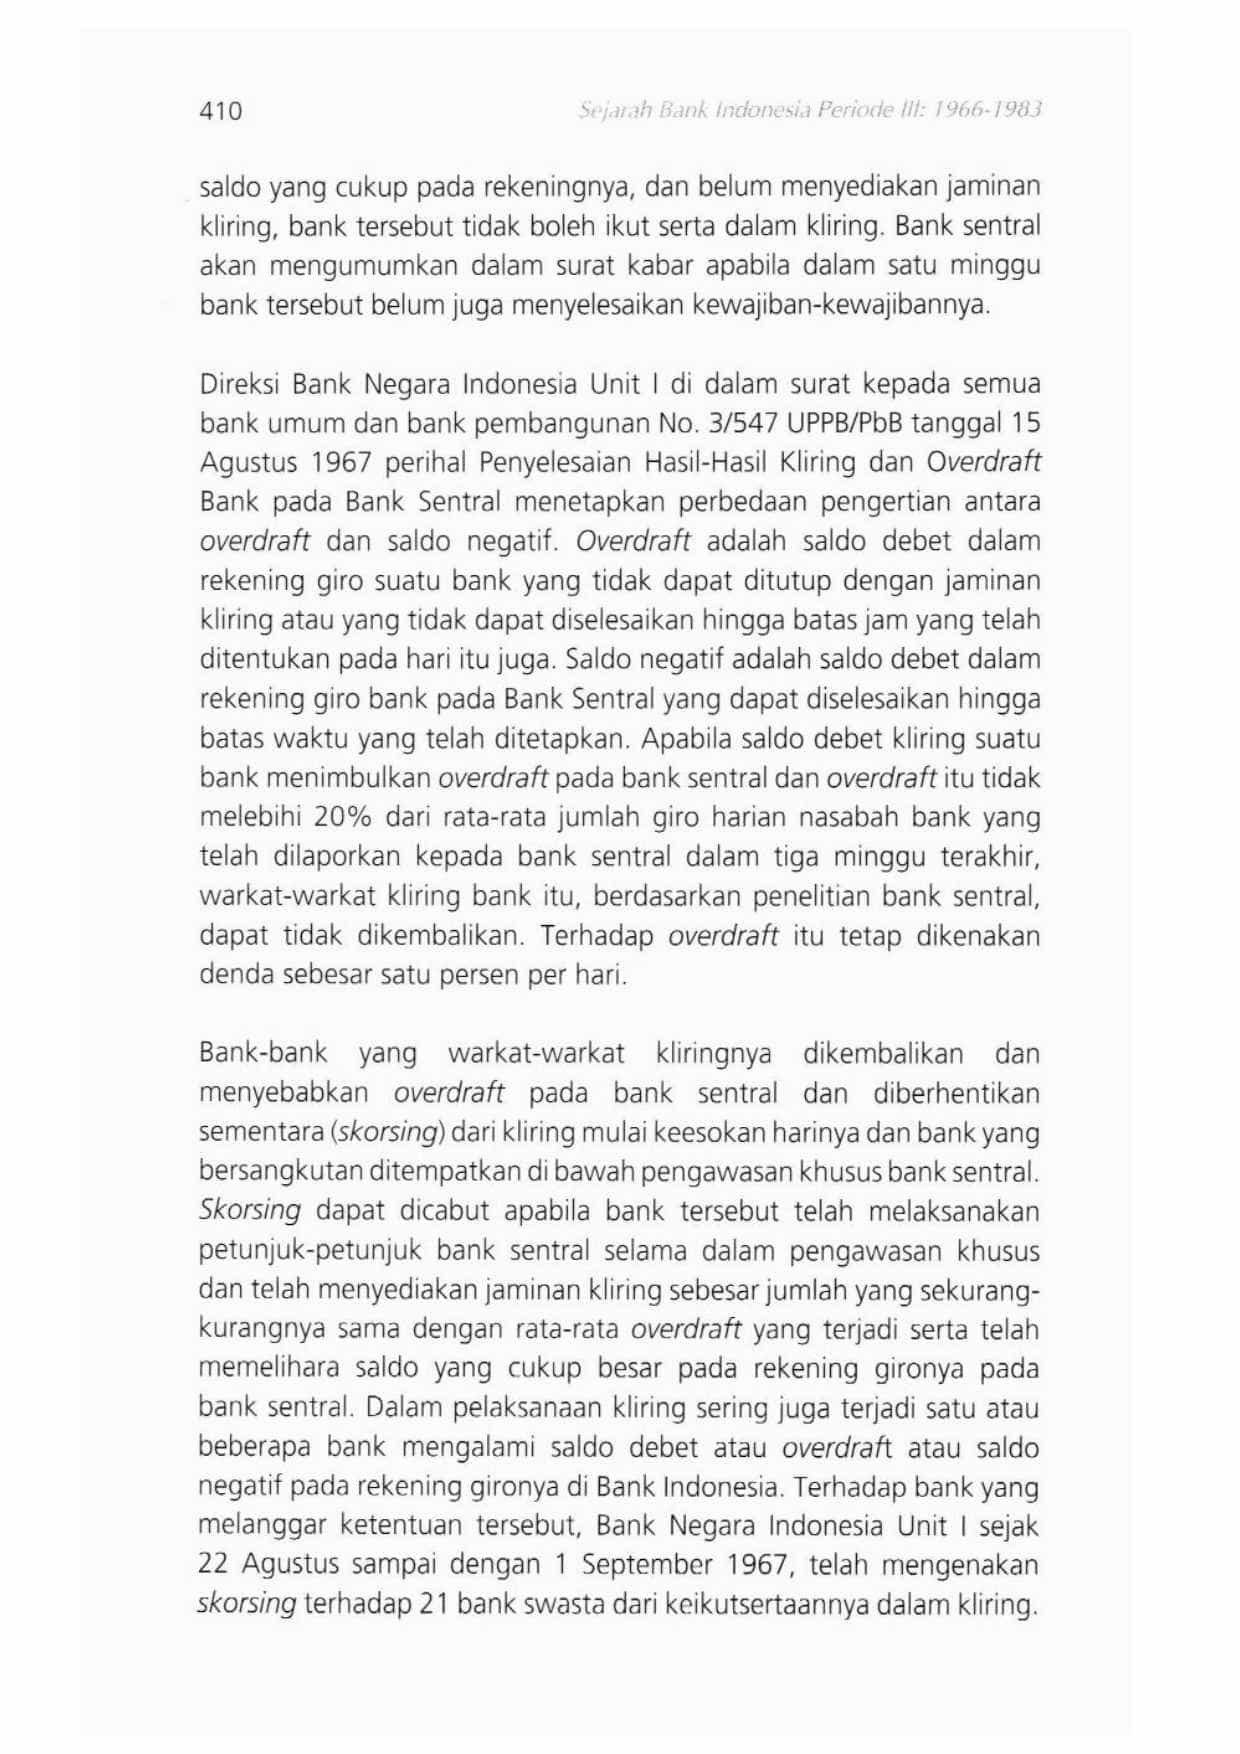 410
Sejarah Bank Indonesia Periode III: 1966-1983
saldo yang cukup pada rekeningnya, dan belum menyediakan jaminan
kliring, bank tersebut tidak boleh ikut serta dalam kliring. Bank sentral
akan mengumumkan dalam surat kabar apabila dalam satu minggu
bank tersebut belum juga menyelesaikan kewajiban-kewajibannya.
Direksi Bank Negara Indonesia Unit I di dalam surat kepada semua
bank umum dan bank pembangunan No. 3/547 UPPB/PbB tanggal 15
Agustus 1967 perihal Penyelesaian Hasil-Hasil Kliring dan Overdraft
Bank pada Bank Sentral menetapkan perbedaan pengertian antara
overdraft dan saldo negatif. Overdraft adalah saldo debet dalam
rekening giro suatu bank yang tidak dapat ditutup dengan jaminan
kliring atau yang tidak dapat diselesaikan hingga batas jam yang telah
ditentukan pada hari itu juga. Saldo negatif adalah saldo debet dalam
rekening giro bank pada Bank Sentral yang dapat diselesaikan hingga
batas waktu yang telah ditetapkan. Apabila saldo debet kliring suatu
bank menimbulkan overdraft pada bank sentral dan overdraft itu tidak
melebihi 20% dari rata-rata jumlah giro harian nasabah bank yang
telah dilaporkan kepada bank sentral dalam tiga minggu terakhir,
warkat-warkat kliring bank itu, berdasarkan penelitian bank sentral,
dapat tidak dikembalikan. Terhadap overdraft itu tetap dikenakan
denda sebesar satu persen per hari.
Bank-bank yang warkat-warkat kliringnya dikembalikan dan
menyebabkan overdraft pada bank sentral dan diberhentikan
sementara (skorsing) dari kliring mulai keesokan harinya dan bank yang
bersangkutan ditempatkan di bawah pengawasan khusus bank sentral.
Skorsing dapat dicabut apabila bank tersebut telah melaksanakan
petunjuk-petunjuk bank sentral selama dalam pengawasan khusus
dan telah menyediakan jaminan kliring sebesar jumlah yang sekurang-
kurangnya sama dengan rata-rata overdraft yang terjadi serta telah
memelihara saldo yang cukup besar pada rekening gironya pada
bank sentral. Dalam pelaksanaan kliring sering juga terjadi satu atau
beberapa bank mengalami saldo debet atau overdraft atau saldo
negatif pada rekening gironya di Bank Indonesia. Terhadap bank yang
melanggar ketentuan tersebut, Bank Negara Indonesia Unit I sejak
22 Agustus sampai dengan 1 September 1967, telah mengenakan
skorsing terhadap 21 bank swasta dari keikutsertaannya dalam kliring.